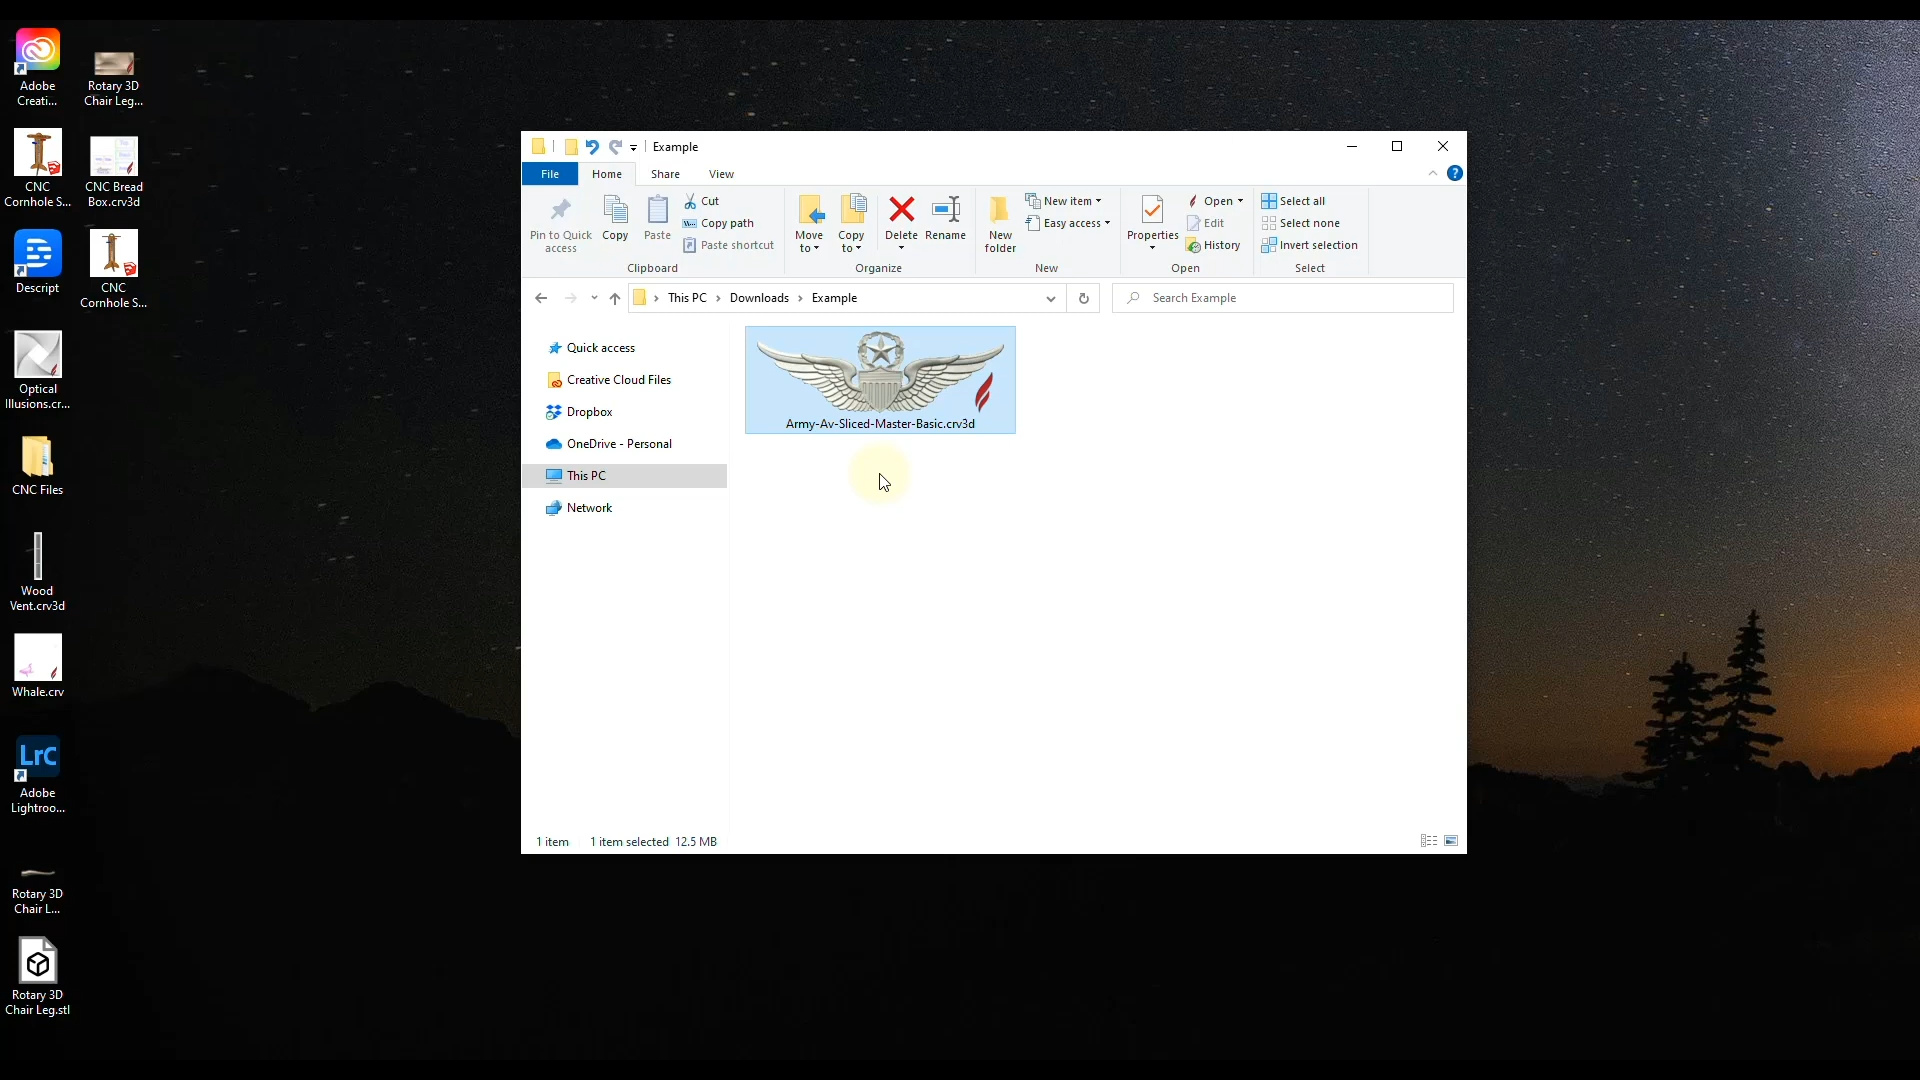 Adobe
Creati...
Rotary 3D
Chair Leg...
CNC
Cornhole S...
CNC Bread
Box.crv3d
Descript
CNC
Cornhole S...
Optical
Illusions.cr...
CNC Files
Wood
Vent.crv3d
Whale.crv
LrC
Adobe
Lightroo...
Rotary 3D
Chair L...
Rotary 3D
Chair Leg.stl
Example
File Home Share View
?
Pin to Quick
access
Copy
Paste
Cut
Copy path
Paste shortcut
Clipboard
Move
to
Copy
to
Delete
Rename
Organize
New
folder
New item
Easy access
New
Properties
Open
Edit
History
Open
Select all
Select none
Invert selection
Select
This PC Downloads Example
Search Example
Quick access
Creative Cloud Files
Dropbox
OneDrive - Personal
This PC
Network
Army-Av-Sliced-Master-Basic.crv3d
1 item 1 item selected 12.5 MB